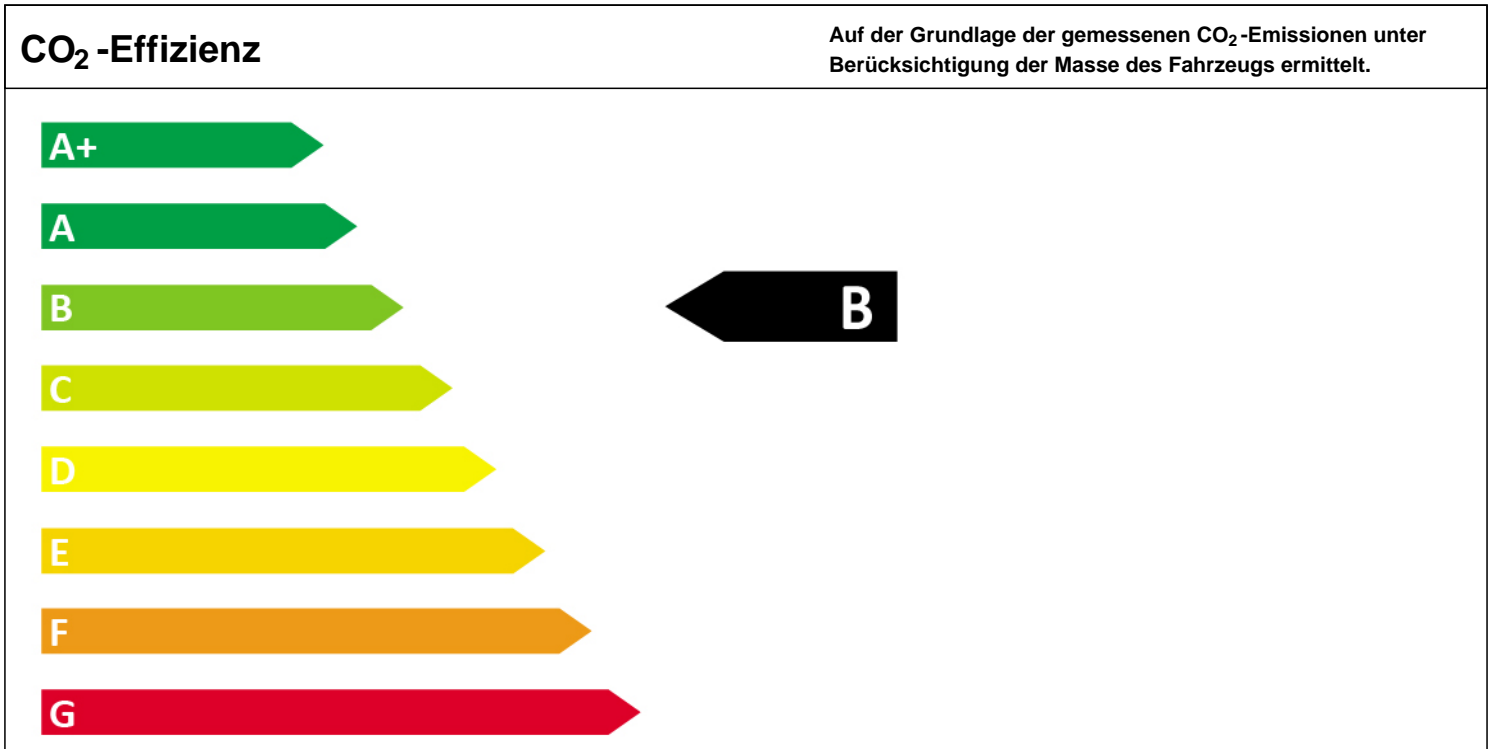 CO₂-Effizienz
Auf der Grundlage der gemessenen CO₂-Emissionen unter
Berücksichtigung der Masse des Fahrzeugs ermittelt.
A+
A
B
B
C
D
E
F
G